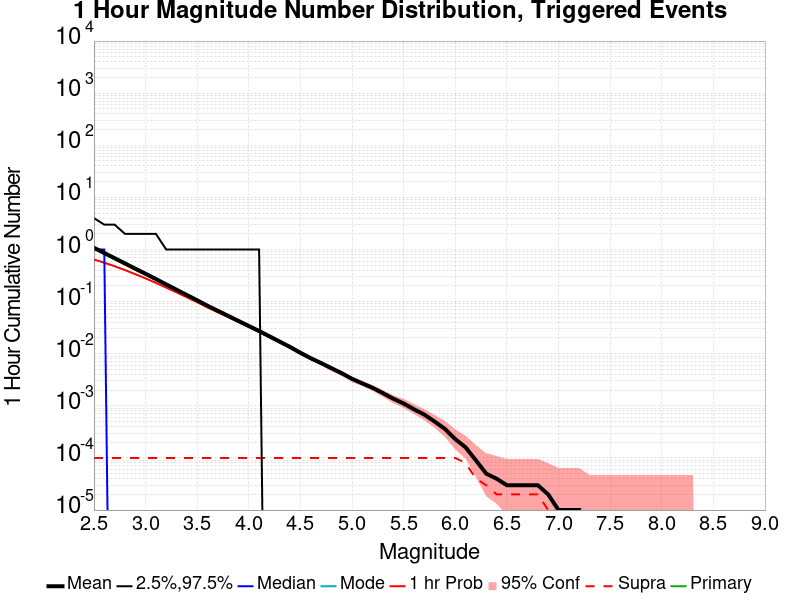 1 Hour Magnitude Number Distribution, Triggered Events
1 Hour Cumulative Number
10 4
10 3
10 2
10 1
10 0
10 -1
10 -2
10 -3
10 -4
10 -5
2.5 3.0 3.5 4.0 4.5 5.0 5.5 6.0 6.5 7.0 7.5 8.0 8.5 9.0
Magnitude
Mean 2.5%,97.5% Median Mode 1 hr Prob 95% Conf Supra Primary